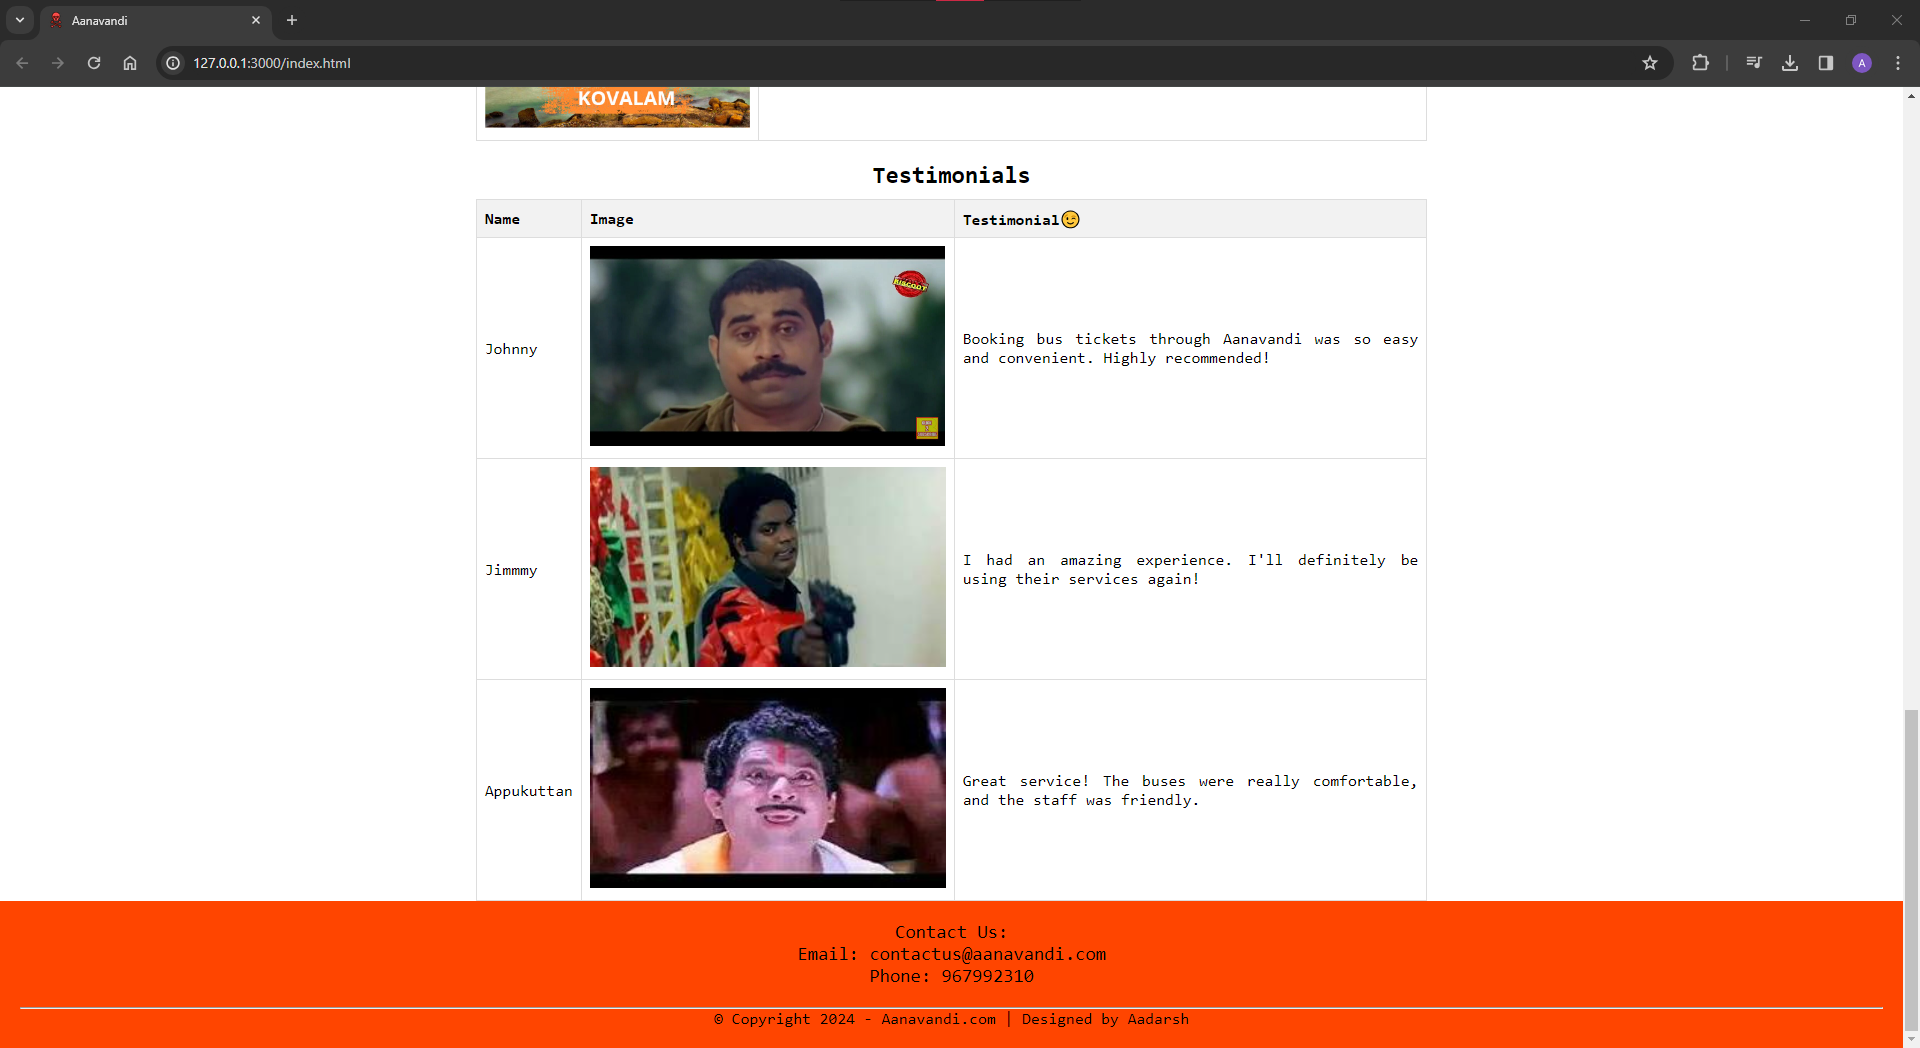 Aanavandi
127.0.0.1:3000/index.html
A
KOVALAM
Testimonials
Name
Image
Testimonial😉
Johnny
Booking bus tickets through Aanavandi was so easy
and convenient. Highly recommended!
Jimmmy
I had an amazing experience. I'll definitely be
using their services again!
Appukuttan
Great service! The buses were really comfortable,
and the staff was friendly.
Contact Us:
Email: contactus@aanavandi.com
Phone: 967992310
© Copyright 2024 - Aanavandi.com | Designed by Aadarsh